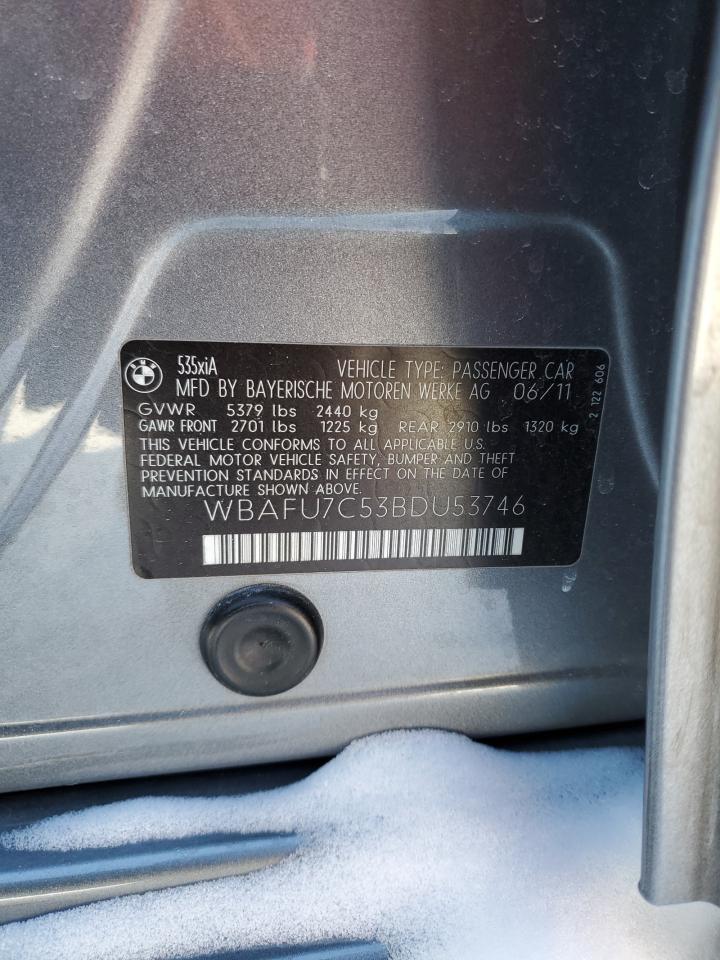 BMW
535xiA VEHICLE TYPE: PASSENGER CAR
MFD BY BAYERISCHE MOTOREN WERKE AG 06/11
GVWR 5379 lbs 2440 kg
GAWR FRONT 2701 lbs 1225 kg REAR 2910 lbs 1320 kg
THIS VEHICLE CONFORMS TO ALL APPLICABLE U.S.
FEDERAL MOTOR VEHICLE SAFETY, BUMPER AND THEFT
PREVENTION STANDARDS IN EFFECT ON THE DATE OF
MANUFACTURE SHOWN ABOVE.
WBAFU7C53BDU53746
2 122 606